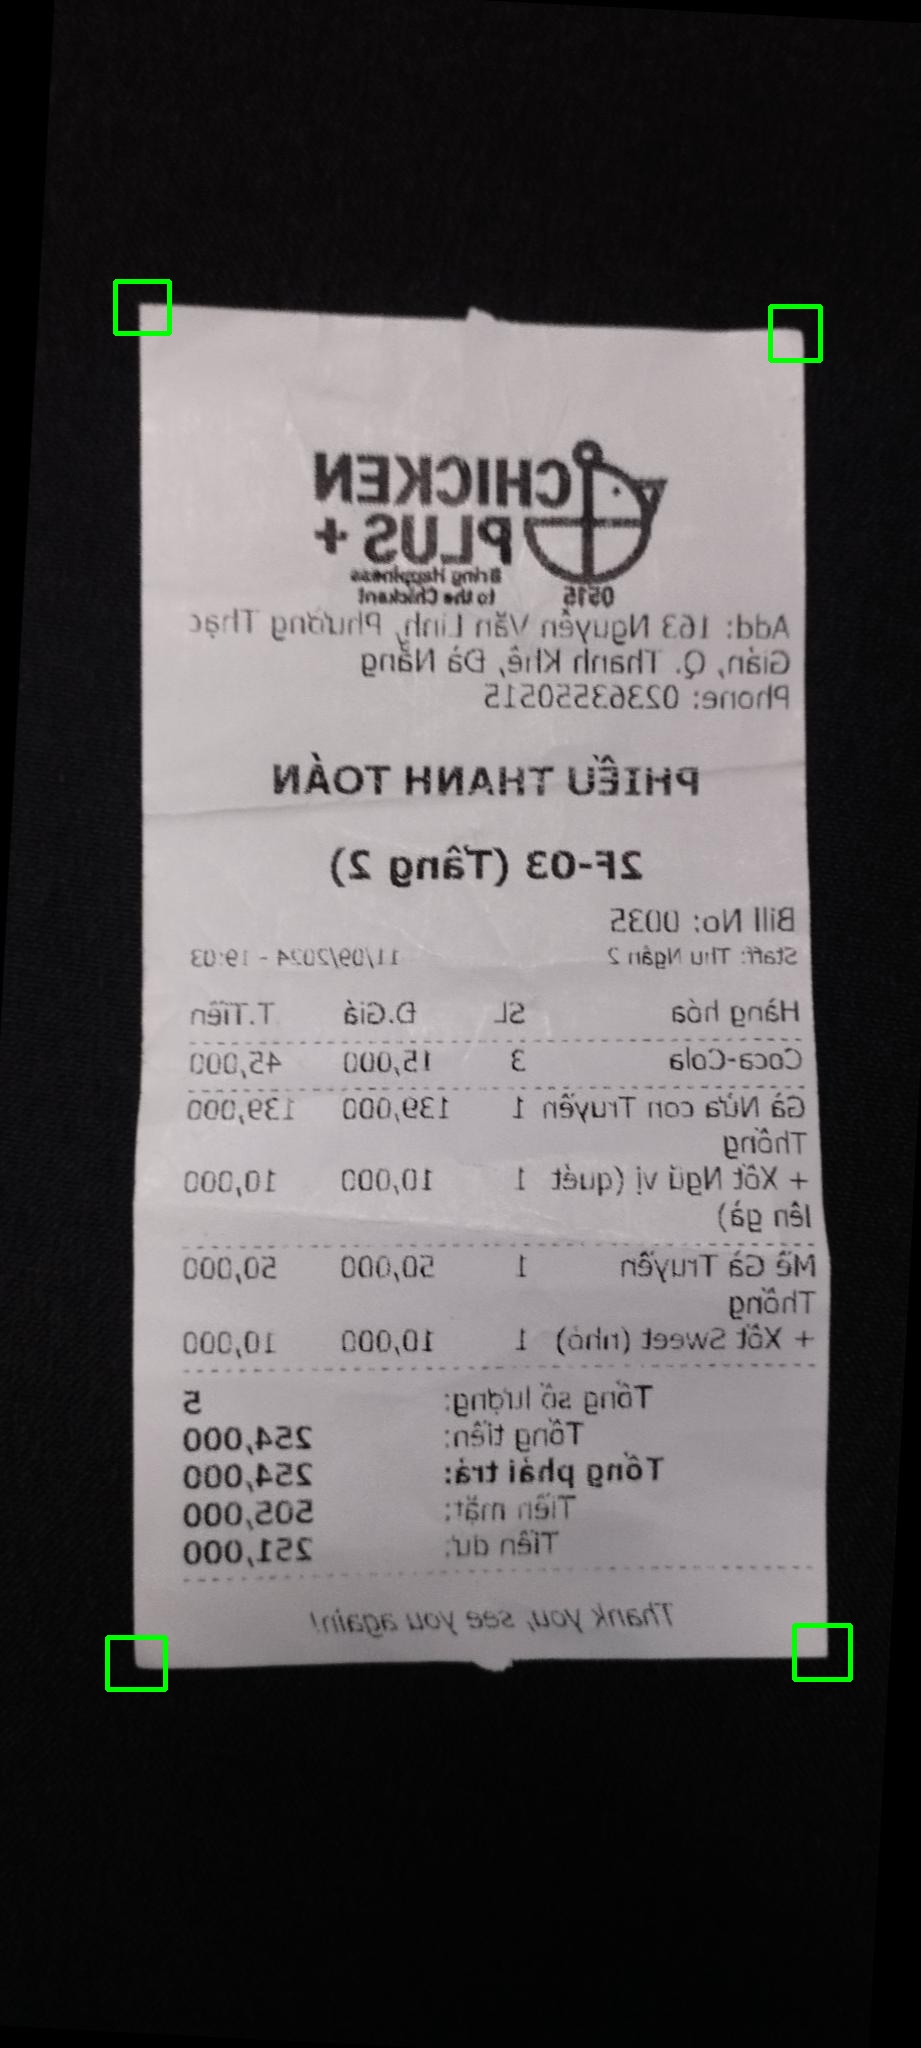 CHICKEN
PLUS +
0515
Bring Happiness
to the Chickent
Add: 163 Nguyễn Văn Linh, Phường Thạc
Gián, Q. Thanh Khê, Đà Nẵng
Phone: 02363550515
PHIẾU THANH TOÁN
2F-03 (Tầng 2)
Bill No: 0035
Staff: Thu Ngân 2 11/09/2024 - 19:03
Hàng hóa SL Đ.Giá T.Tiền
Coca-Cola 3 15,000 45,000
Gà Nửa con Truyền 1 139,000 139,000
Thống
+ Xốt Ngũ vị (quét 1 10,000 10,000
lên gà)
Mề Gà Truyền 1 50,000 50,000
Thống
+ Xốt Sweet (nhỏ) 1 10,000 10,000
Tổng số lượng: 5
Tổng tiền: 254,000
Tổng phải trả: 254,000
Tiền mặt: 505,000
Tiền dư: 251,000
Thank you, see you again!